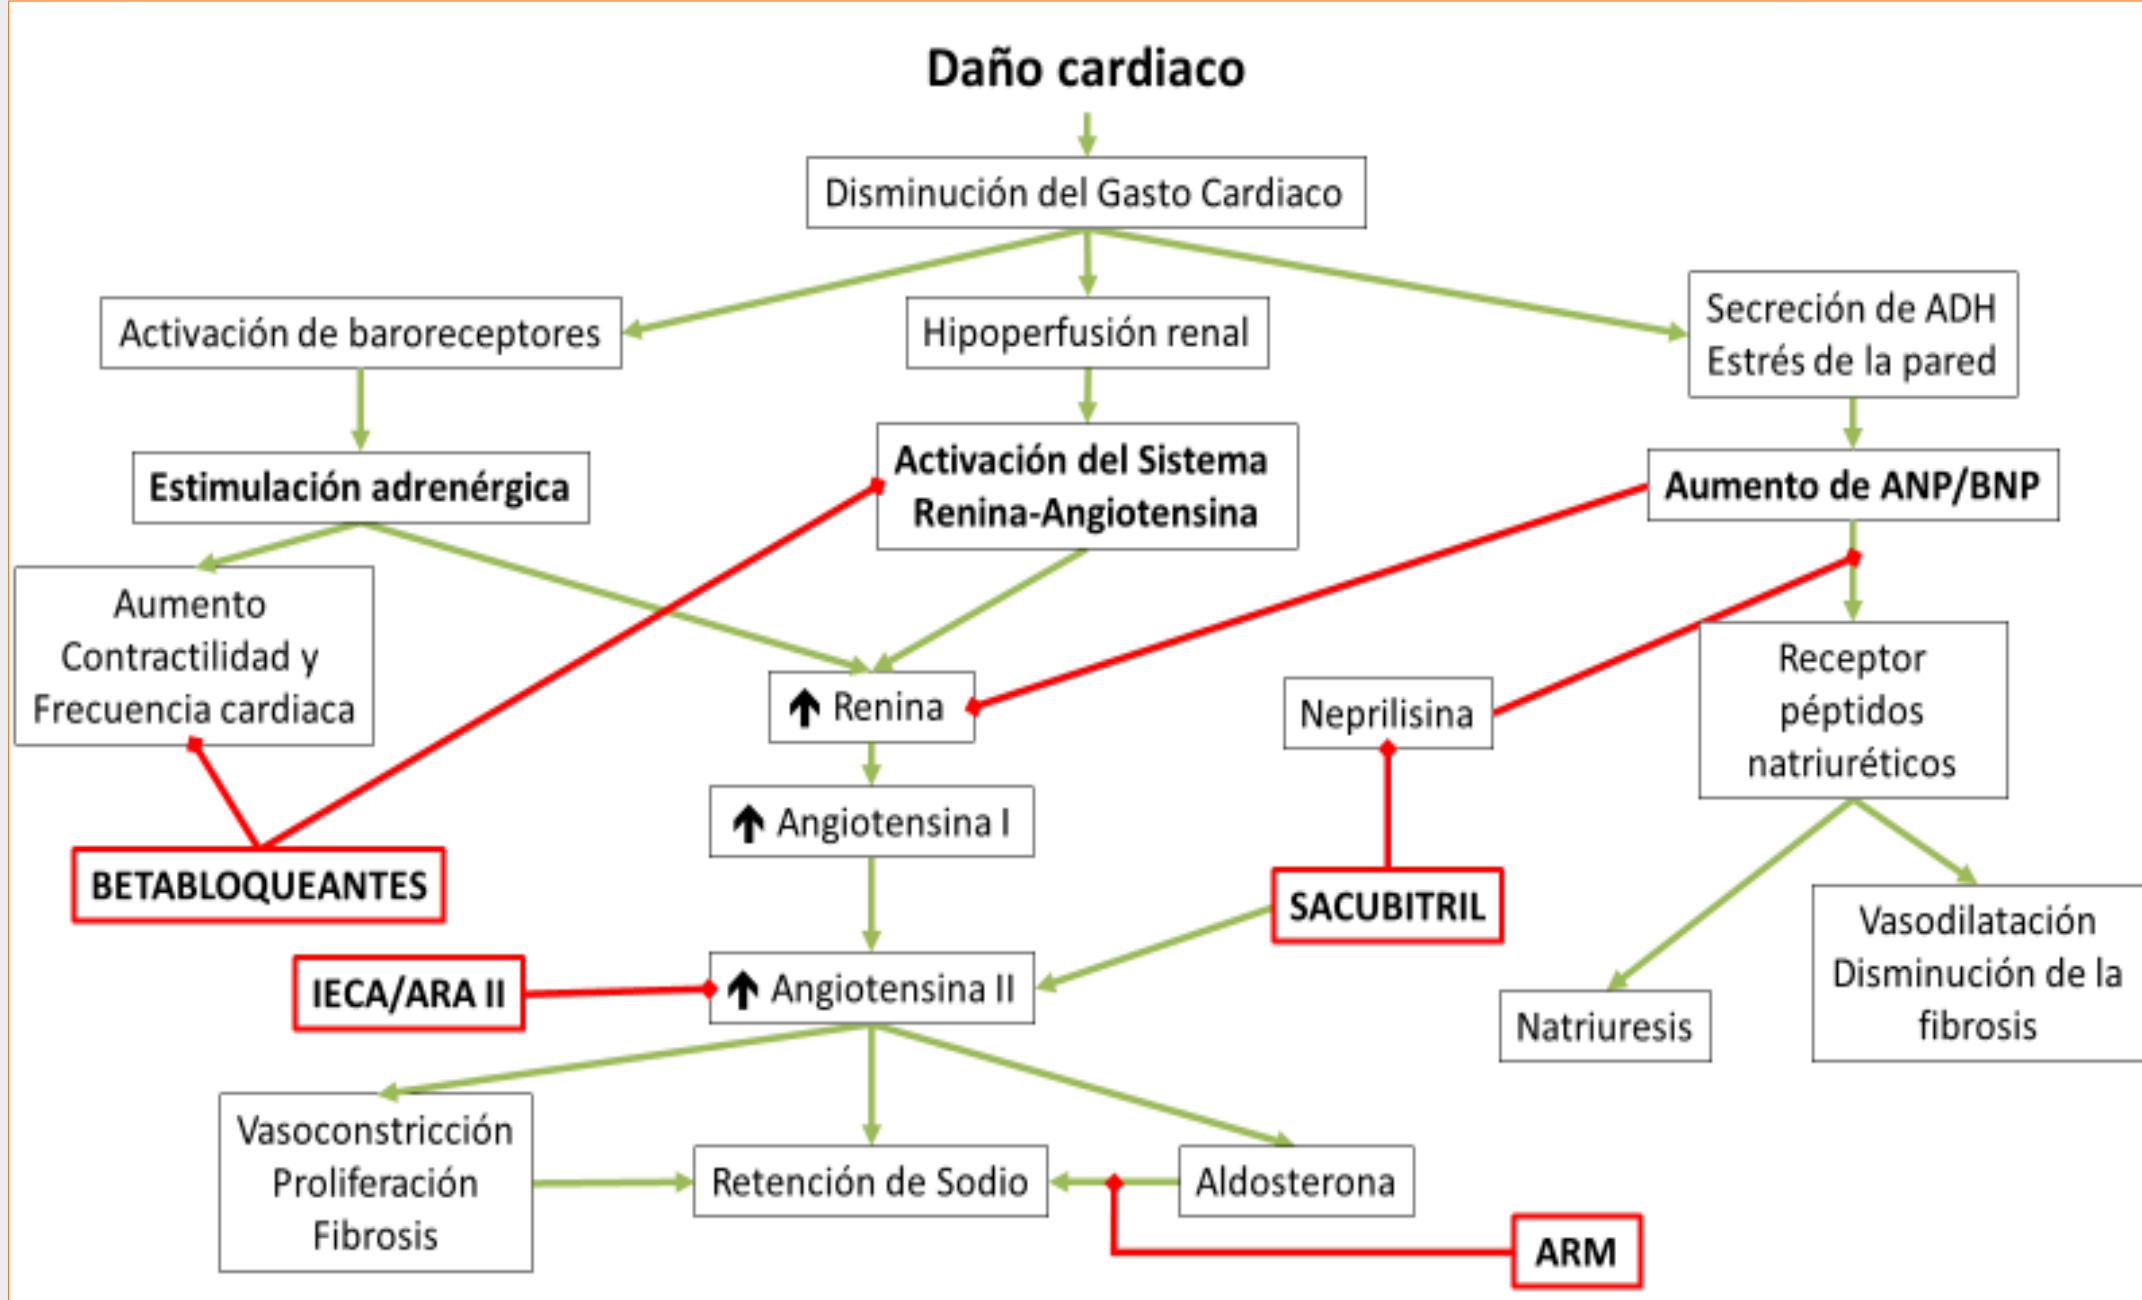 Daño cardiaco
Disminución del Gasto Cardiaco
Activación de baroreceptores
Hipoperfusión renal
Secreción de ADH
Estrés de la pared
Estimulación adrenérgica
Activación del Sistema
Renina-Angiotensina
Aumento de ANP/BNP
Aumento
Contractilidad y
Frecuencia cardiaca
↑ Renina
Neprilisina
Receptor
péptidos
natriuréticos
↑ Angiotensina I
BETABLOQUEANTES
SACUBITRIL
Vasodilatación
Disminución de la
fibrosis
IECA/ARA II
↑ Angiotensina II
Natriuresis
Vasoconstricción
Proliferación
Fibrosis
Retención de Sodio
Aldosterona
ARM